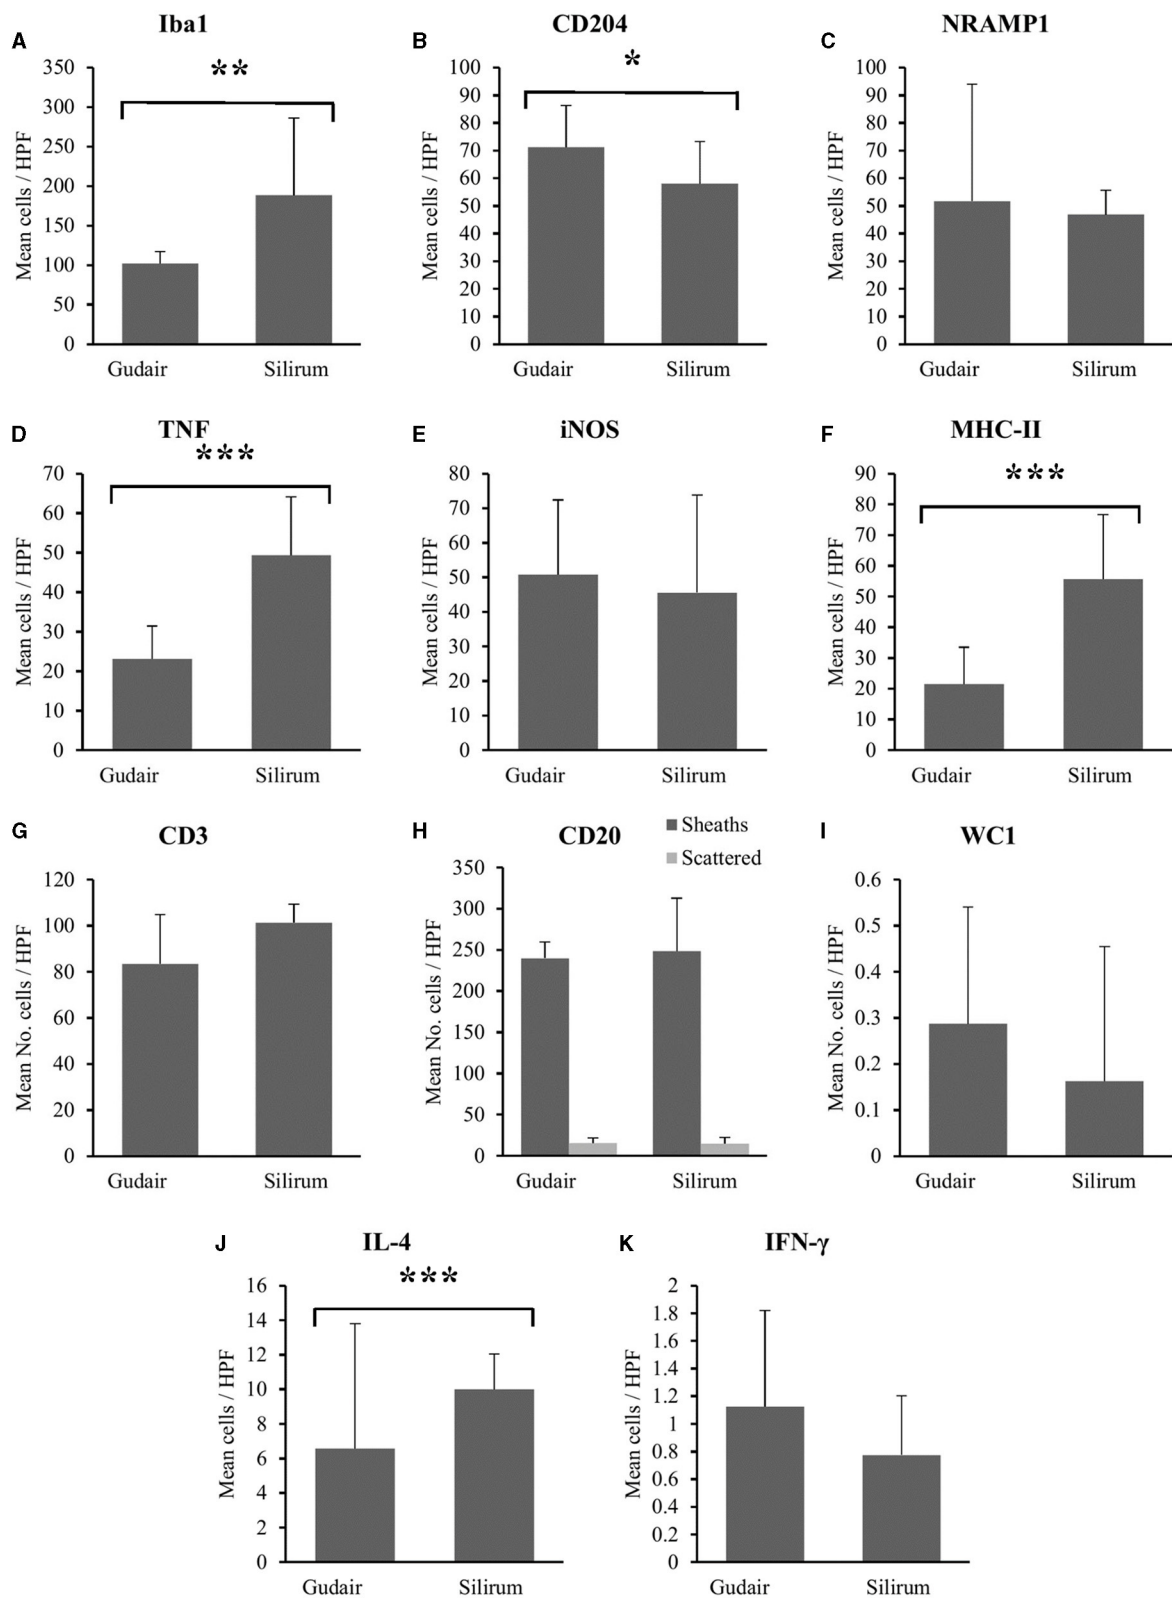 A
Iba1
**
Mean cells / HPF
350
300
250
200
150
100
50
0
Gudair
Silirum
B
CD204
*
Mean cells / HPF
100
90
80
70
60
50
40
30
20
10
0
Gudair
Silirum
C
NRAMP1
Mean cells / HPF
100
90
80
70
60
50
40
30
20
10
0
Gudair
Silirum
D
TNF
***
Mean cells / HPF
70
60
50
40
30
20
10
0
Gudair
Silirum
E
iNOS
Mean cells / HPF
80
70
60
50
40
30
20
10
0
Gudair
Silirum
F
MHC-II
***
Mean cells / HPF
90
80
70
60
50
40
30
20
10
0
Gudair
Silirum
G
CD3
Mean No. cells / HPF
120
100
80
60
40
20
0
Gudair
Silirum
H
CD20
Sheaths
Scattered
Mean No. cells / HPF
350
300
250
200
150
100
50
0
Gudair
Silirum
I
WC1
Mean No. cells / HPF
0.6
0.5
0.4
0.3
0.2
0.1
0
Gudair
Silirum
J
IL-4
***
Mean cells / HPF
16
14
12
10
8
6
4
2
0
Gudair
Silirum
K
IFN-γ
Mean cells / HPF
2
1.8
1.6
1.4
1.2
1
0.8
0.6
0.4
0.2
0
Gudair
Silirum